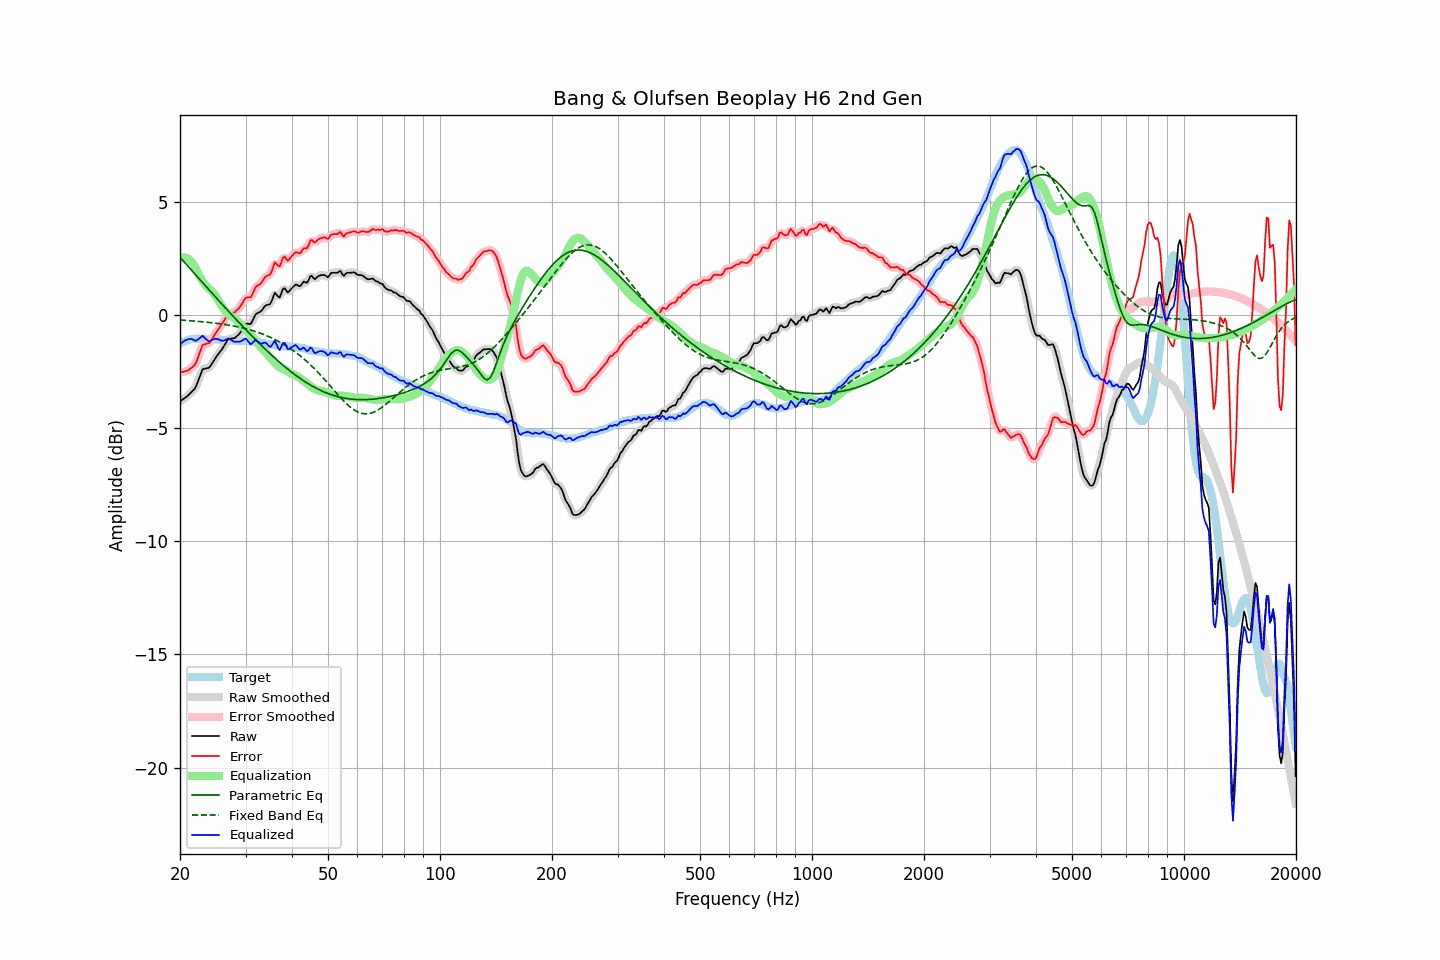 Bang & Olufsen Beoplay H6 2nd Gen
Amplitude (dBr)
5
0
−5
−10
−15
−20
Target
Raw Smoothed
Error Smoothed
Raw
Error
Equalization
Parametric Eq
Fixed Band Eq
Equalized
20 50 100 200 500 1000 2000 5000 10000 20000
Frequency (Hz)